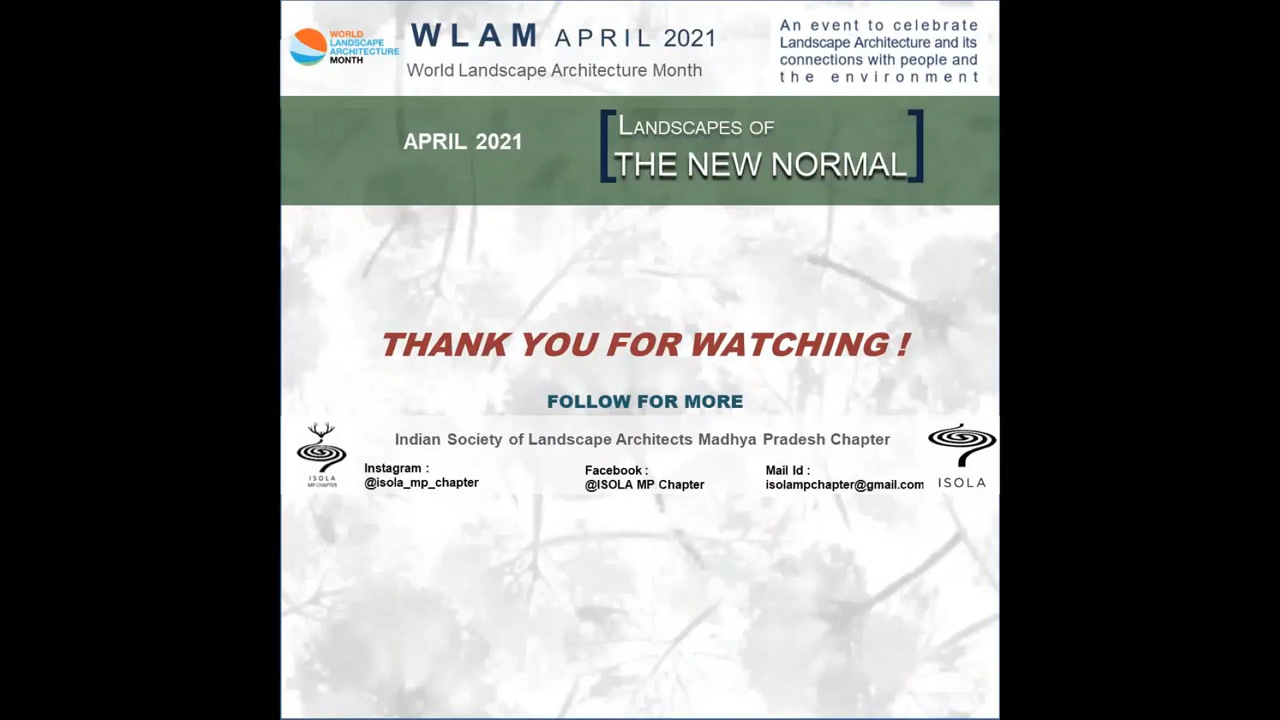 WORLD
LANDSCAPE
ARCHITECTURE
MONTH
WLAM APRIL 2021
World Landscape Architecture Month
An event to celebrate
Landscape Architecture and its
connections with people and
the environment
APRIL 2021
[LANDSCAPES OF
THE NEW NORMAL]
THANK YOU FOR WATCHING !
FOLLOW FOR MORE
Indian Society of Landscape Architects Madhya Pradesh Chapter
ISOLA
MP CHAPTER
Instagram :
@isola_mp_chapter
Facebook :
@ISOLA MP Chapter
Mail Id :
isolampchapter@gmail.com
ISOLA